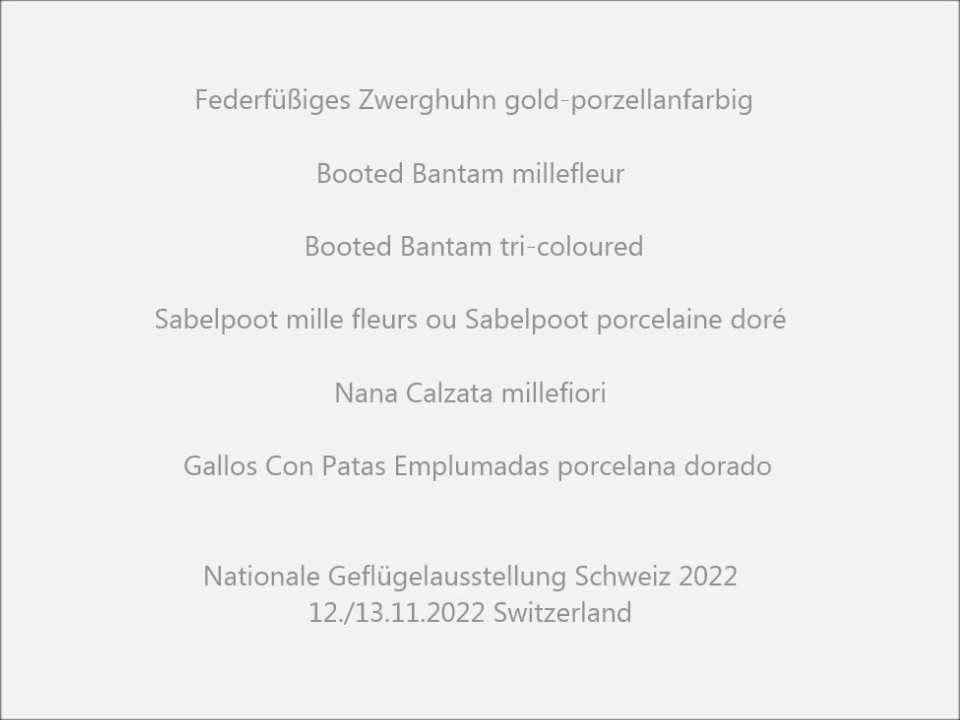 Federfüßiges Zwerghuhn gold-porzellanfarbig
Booted Bantam millefleur
Booted Bantam tri-coloured
Sabelpoot mille fleurs ou Sabelpoot porcelaine doré
Nana Calzata millefiori
Gallos Con Patas Emplumadas porcelana dorado
Nationale Geflügelausstellung Schweiz 2022
12./13.11.2022 Switzerland